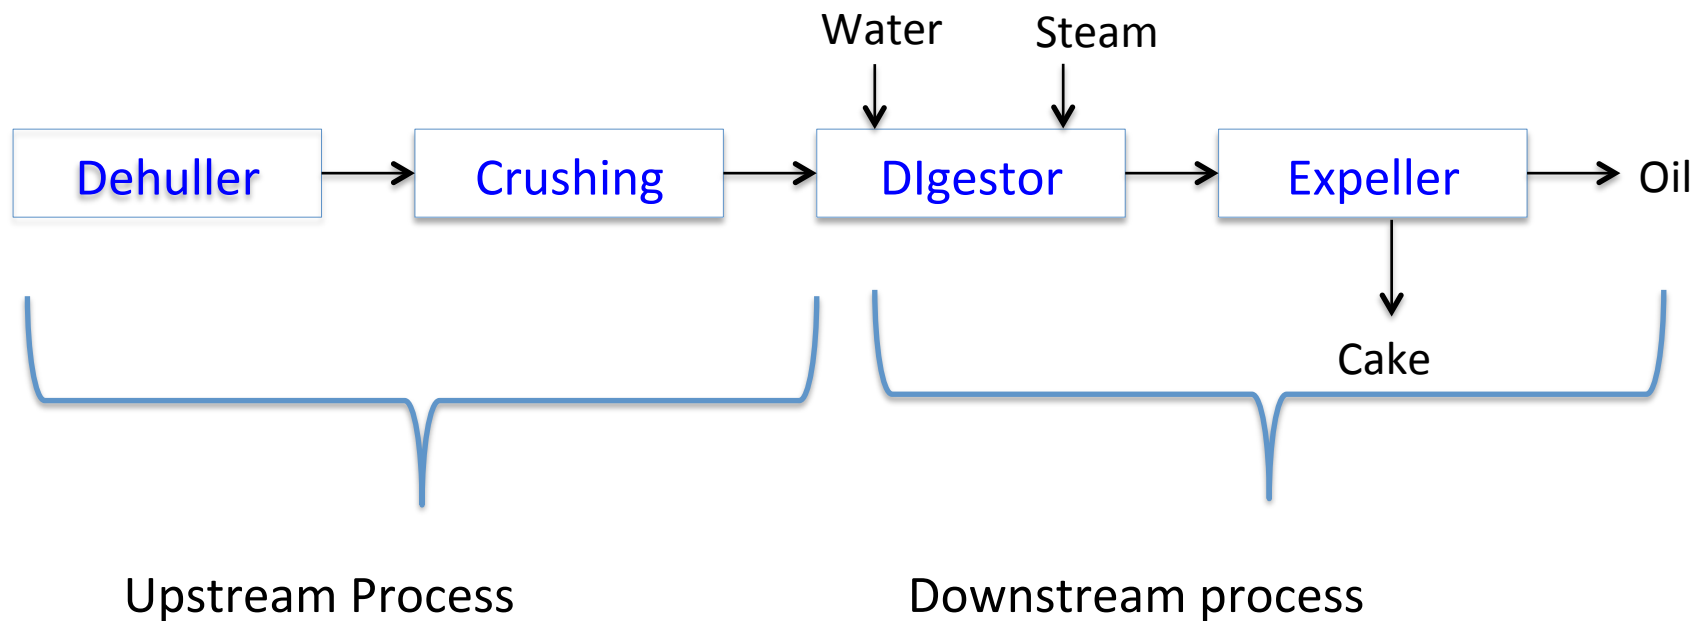 Water
Steam
Dehuller
Crushing
DIgestor
Expeller
Oil
Cake
Upstream Process
Downstream process